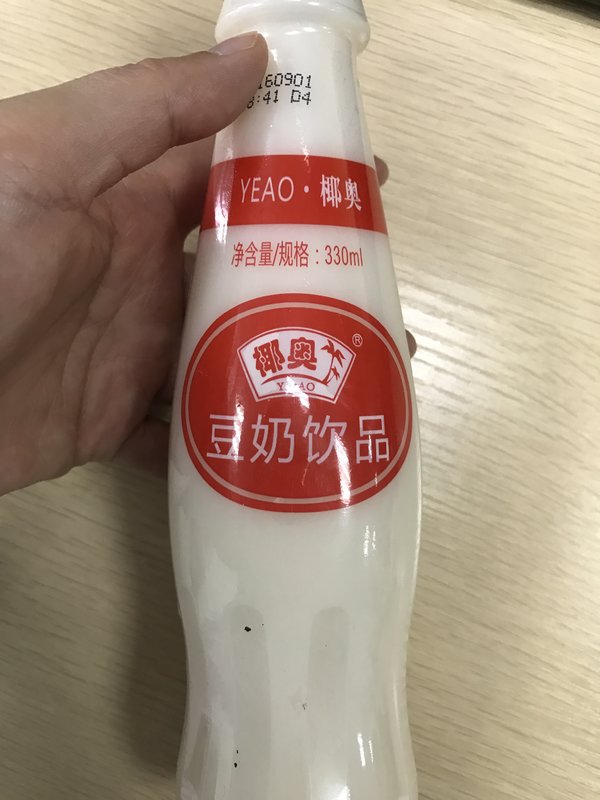 160901
8:41 D4
YEAO·椰奥
净含量/规格：330ml
椰奥
®
YEAO
豆奶饮品